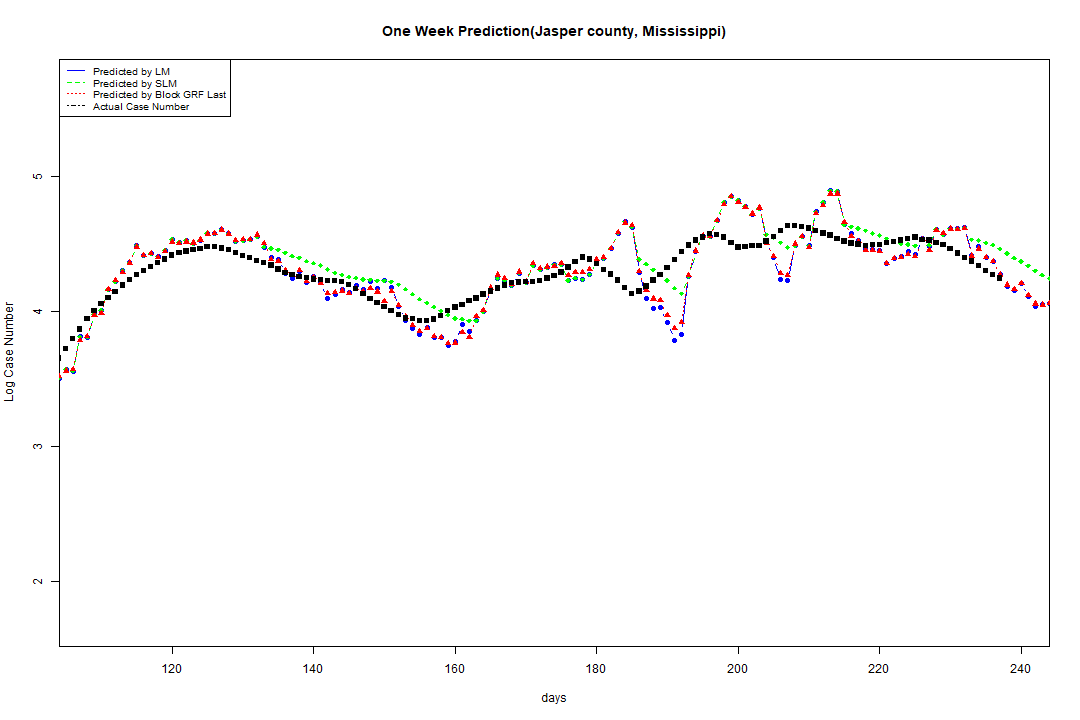 One Week Prediction(Jasper county, Mississippi)
Predicted by LM
Predicted by SLM
Predicted by Block GRF Last
Actual Case Number
5
4
3
2
Log Case Number
120 140 160 180 200 220 240
days